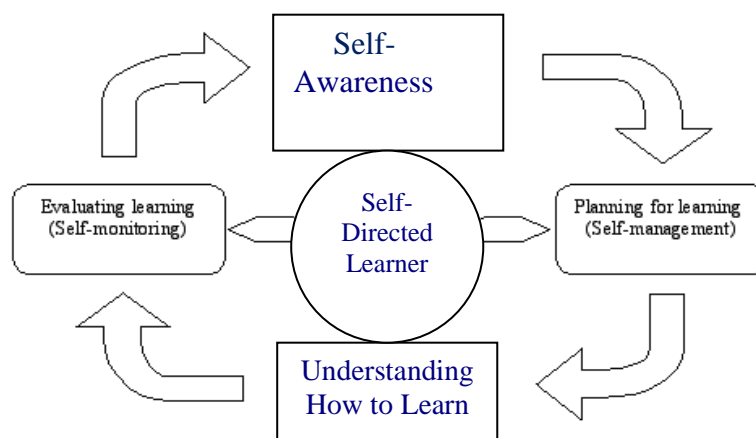 Self-
Awareness
Evaluating learning
(Self-monitoring)
Self-
Directed
Learner
Planning for learning
(Self-management)
Understanding
How to Learn